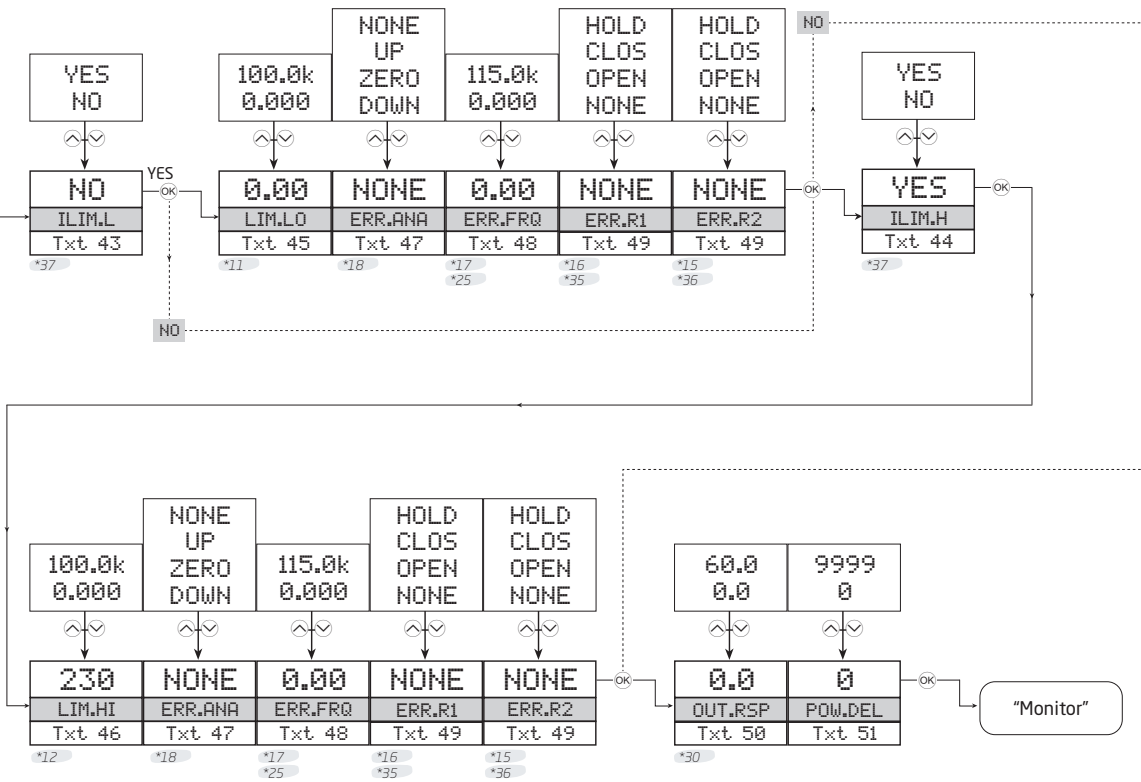 NO
YES
NO
100.0k
0.000
NONE
UP
ZERO
DOWN
115.0k
0.000
HOLD
CLOS
OPEN
NONE
HOLD
CLOS
OPEN
NONE
YES
NO
NO
ILIM.L
Txt 43
*37
YES
OK
0.00
LIM.LO
Txt 45
*11
NONE
ERR.ANA
Txt 47
*18
0.00
ERR.FRQ
Txt 48
*17
*25
NONE
ERR.R1
Txt 49
*16
*35
NONE
ERR.R2
Txt 49
*15
*36
OK
YES
ILIM.H
Txt 44
*37
OK
NO
100.0k
0.000
NONE
UP
ZERO
DOWN
115.0k
0.000
HOLD
CLOS
OPEN
NONE
HOLD
CLOS
OPEN
NONE
60.0
0.0
9999
0
230
LIM.HI
Txt 46
*12
NONE
ERR.ANA
Txt 47
*18
0.00
ERR.FRQ
Txt 48
*17
*25
NONE
ERR.R1
Txt 49
*16
*35
NONE
ERR.R2
Txt 49
*15
*36
OK
0.0
OUT.RSP
Txt 50
*30
0
POW.DEL
Txt 51
OK
"Monitor"